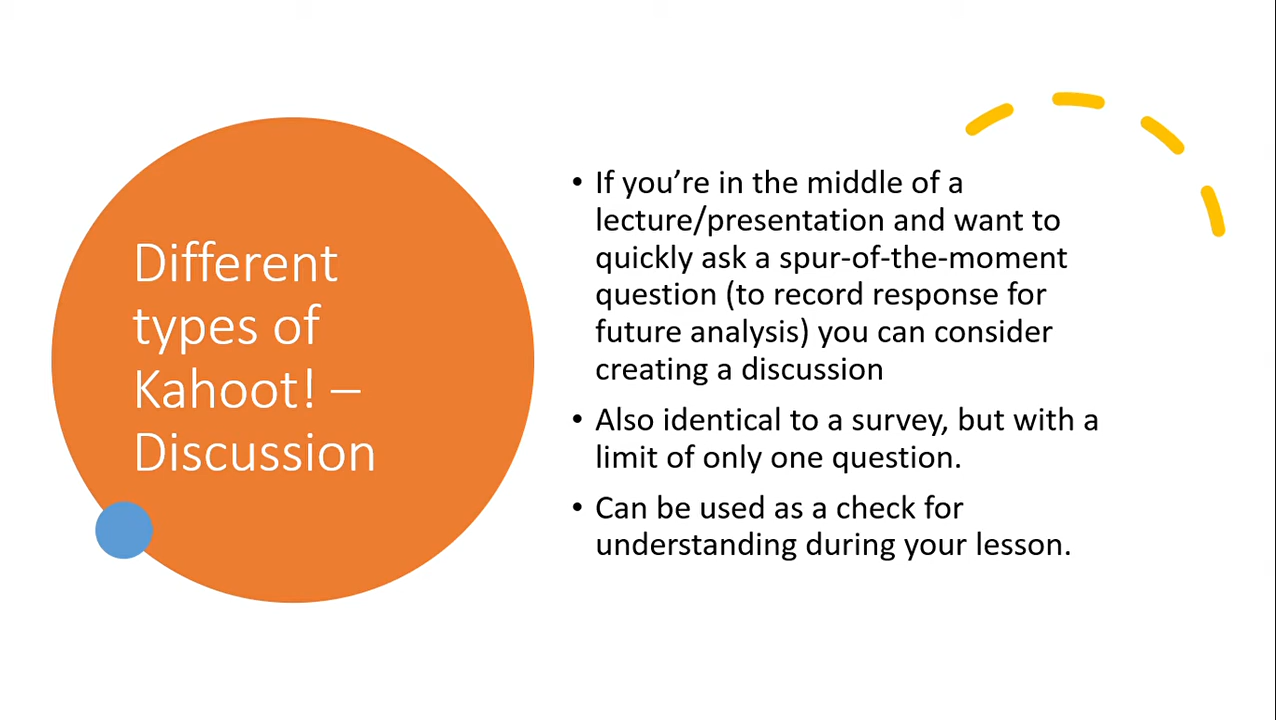 Different
types of
Kahoot! –
Discussion
• If you’re in the middle of a
lecture/presentation and want to
quickly ask a spur-of-the-moment
question (to record response for
future analysis) you can consider
creating a discussion
• Also identical to a survey, but with a
limit of only one question.
• Can be used as a check for
understanding during your lesson.